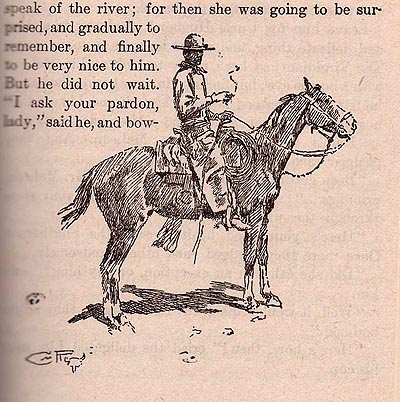 speak of the river; for then she was going to be sur-
prised, and gradually to
remember, and finally
to be very nice to him.
But he did not wait.
"I ask your pardon,
lady," said he, and bow-